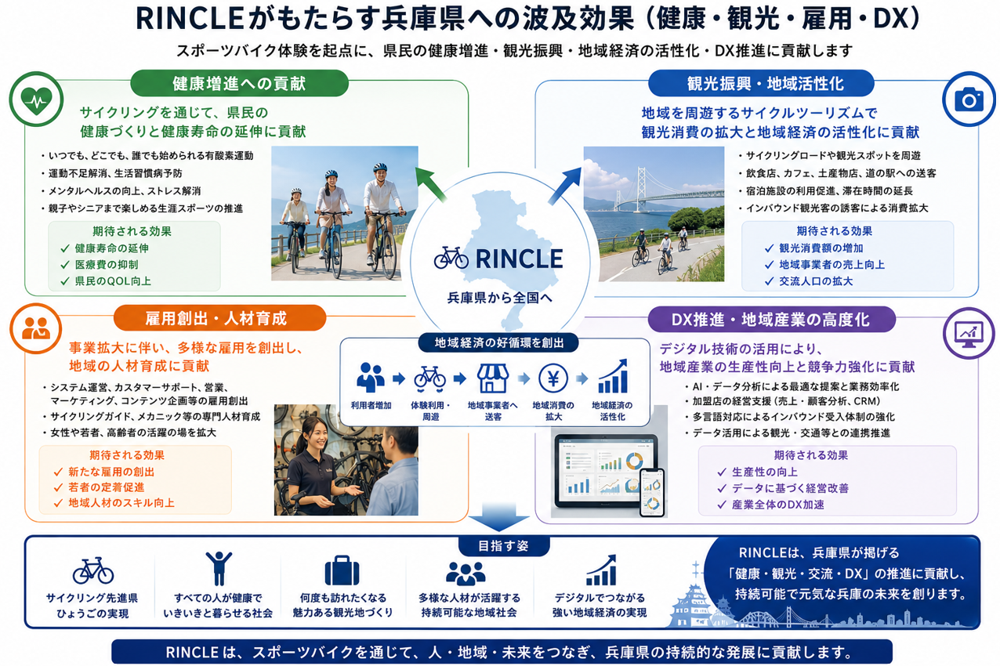 RINCLEがもたらす兵庫県への波及効果（健康・観光・雇用・DX）
スポーツバイク体験を起点に、県民の健康増進・観光振興・地域経済の活性化・DX推進に貢献します
健康増進への貢献
サイクリングを通じて、県民の
健康づくりと健康寿命の延伸に貢献
・いつでも、どこでも、誰でも始められる有酸素運動
・運動不足解消、生活習慣病予防
・メンタルヘルスの向上、ストレス解消
・親子やシニアまで楽しめる生涯スポーツの推進
期待される効果
✓ 健康寿命の延伸
✓ 医療費の抑制
✓ 県民のQOL向上
観光振興・地域活性化
地域を周遊するサイクルツーリズムで
観光消費の拡大と地域経済の活性化に貢献
・サイクリングロードや観光スポットを周遊
・飲食店、カフェ、土産物店、道の駅への送客
・宿泊施設の利用促進、滞在時間の延長
・インバウンド観光客の誘客による消費拡大
期待される効果
✓ 観光消費額の増加
✓ 地域事業者の売上向上
✓ 交流人口の拡大
RINCLE
兵庫県から全国へ
雇用創出・人材育成
事業拡大に伴い、多様な雇用を創出し、
地域の人材育成に貢献
・システム運営、カスタマーサポート、営業、
マーケティング、コンテンツ企画等の雇用創出
・サイクリングガイド、メカニック等の専門人材育成
・女性や若者、高齢者の活躍の場を拡大
期待される効果
✓ 新たな雇用の創出
✓ 若者の定着促進
✓ 地域人材のスキル向上
地域経済の好循環を創出
利用者増加
体験利用・
周遊
地域事業者へ
送客
地域消費の
拡大
地域経済の
活性化
DX推進・地域産業の高度化
デジタル技術の活用により、
地域産業の生産性向上と競争力強化に貢献
・AI・データ分析による最適な提案と業務効率化
・加盟店の経営支援（売上・顧客分析、CRM）
・多言語対応によるインバウンド受入体制の強化
・データ活用による観光・交通等との連携推進
期待される効果
✓ 生産性の向上
✓ データに基づく経営改善
✓ 産業全体のDX加速
目指す姿
サイクリング先進県
ひょうごの実現
すべての人が健康で
いきいきと暮らせる社会
何度も訪れたくなる
魅力ある観光地づくり
多様な人材が活躍する
持続可能な地域社会
デジタルでつながる
強い地域経済の実現
RINCLEは、兵庫県が掲げる
「健康・観光・交流・DX」の推進に貢献し、
持続可能で元気な兵庫の未来を創ります。
RINCLE は、スポーツバイクを通じて、人・地域・未来をつなぎ、兵庫県の持続的な発展に貢献します。